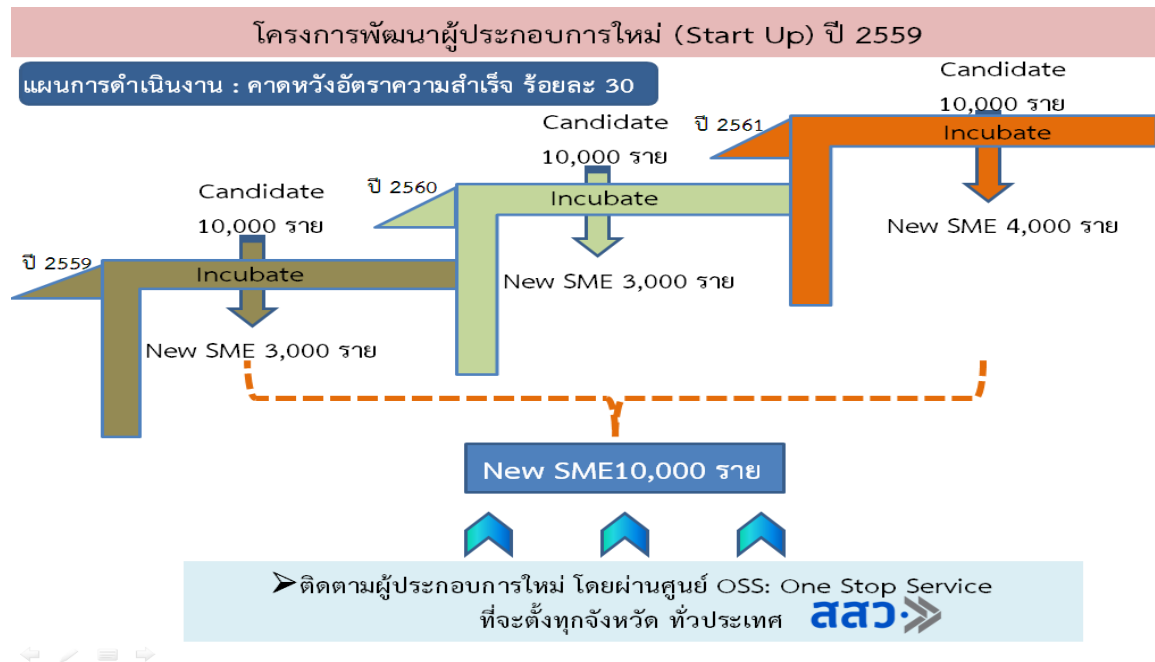 โครงการพัฒนาผู้ประกอบการใหม่ (Start Up) ปี 2559
แผนการดำเนินงาน : คาดหวังอัตราความสำเร็จ ร้อยละ 30
ปี 2559
Candidate
10,000 ราย
Incubate
New SME 3,000 ราย
ปี 2560
Candidate
10,000 ราย
Incubate
New SME 3,000 ราย
ปี 2561
Candidate
10,000 ราย
Incubate
New SME 4,000 ราย
New SME10,000 ราย
➢ติดตามผู้ประกอบการใหม่ โดยผ่านศูนย์ OSS: One Stop Service
ที่จะตั้งทุกจังหวัด ทั่วประเทศ สสว.